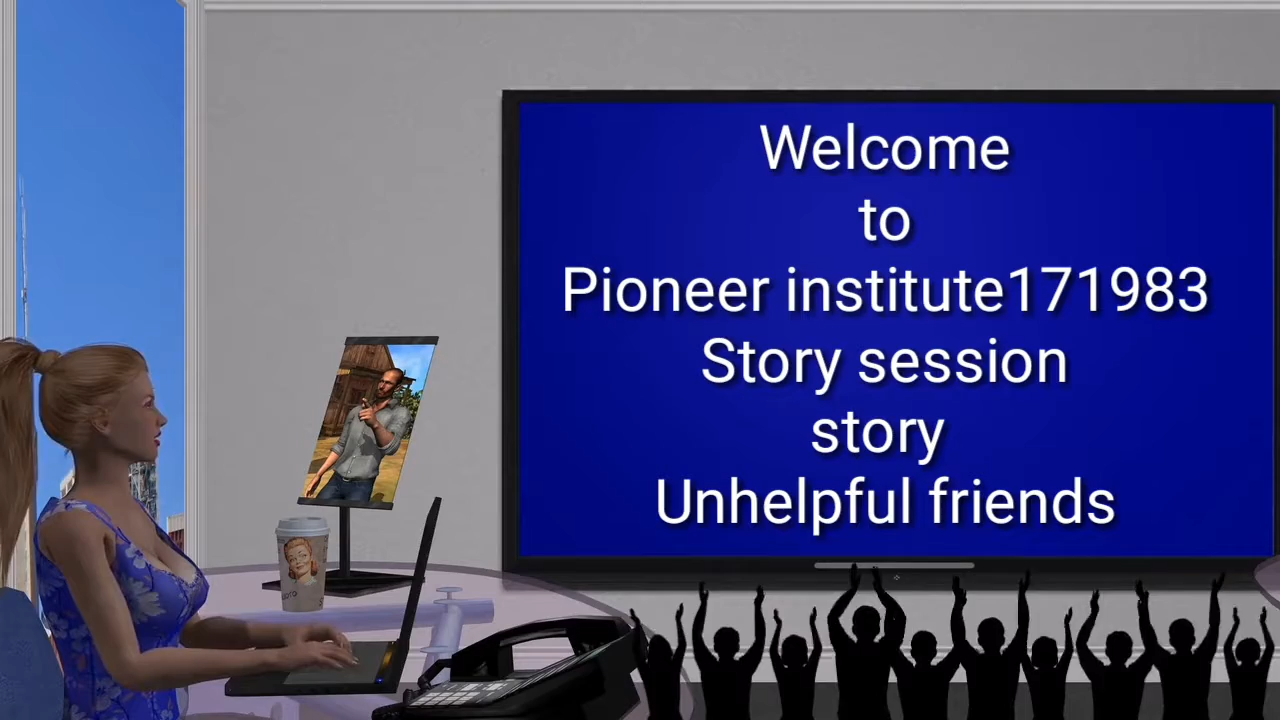 Welcome
to
Pioneer institute171983
Story session
story
Unhelpful friends